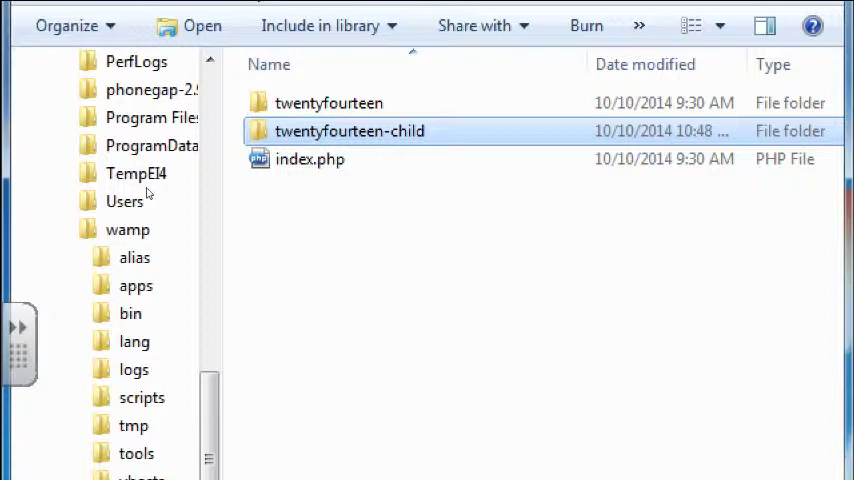 Organize Open Include in library Share with Burn »
Name Date modified Type
twentyfourteen 10/10/2014 9:30 AM File folder
twentyfourteen-child 10/10/2014 10:48 ... File folder
index.php 10/10/2014 9:30 AM PHP File
PerfLogs
phonegap-2.
Program Files
ProgramData
TempEI4
Users
wamp
alias
apps
bin
lang
logs
scripts
tmp
tools
php